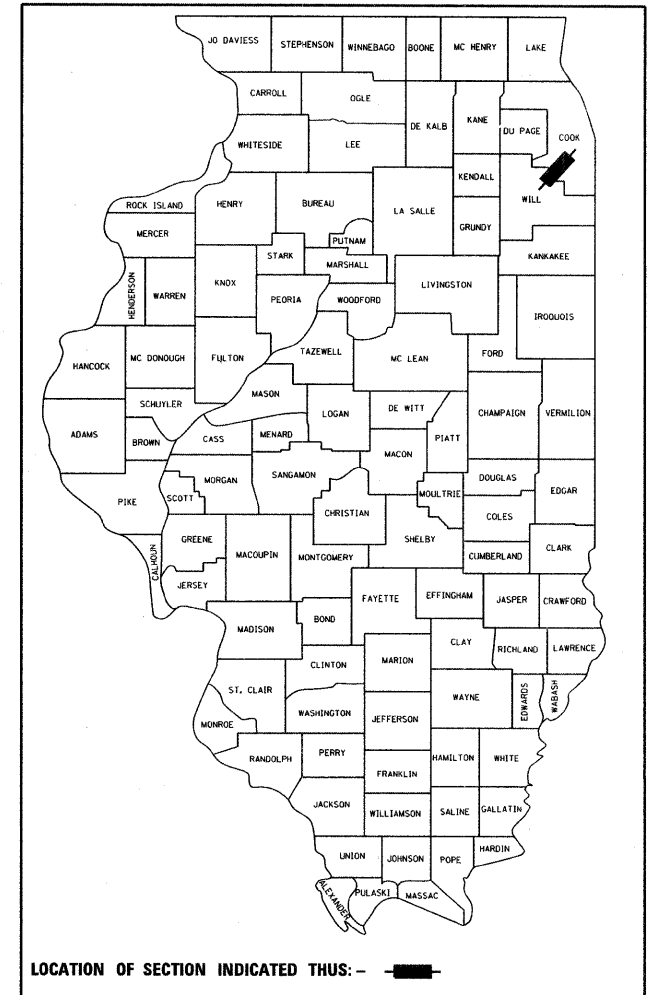 JO DAVIESS STEPHENSON WINNEBAGO BOONE MC HENRY LAKE
CARROLL OGLE KANE DU PAGE COOK
DE KALB
WHITESIDE LEE
KENDALL WILL
ROCK ISLAND HENRY BUREAU LA SALLE GRUNDY
MERCER PUTNAM
STARK MARSHALL KANKAKEE
HENDERSON WARREN KNOX PEORIA WOODFORD LIVINGSTON IROQUOIS
HANCOCK MC DONOUGH FULTON TAZEWELL MC LEAN FORD
MASON
SCHUYLER LOGAN DE WITT CHAMPAIGN VERMILION
ADAMS BROWN CASS MENARD MACON PIATT
SANGAMON
MORGAN DOUGLAS EDGAR
PIKE SCOTT CHRISTIAN MOULTRIE COLES
GREENE MACOUPIN MONTGOMERY SHELBY CUMBERLAND CLARK
CALHOUN JERSEY
FAYETTE EFFINGHAM JASPER CRAWFORD
MADISON BOND
CLAY RICHLAND LAWRENCE
CLINTON MARION
ST. CLAIR WAYNE EDWARDS WABASH
WASHINGTON JEFFERSON
MONROE
RANDOLPH PERRY HAMILTON WHITE
FRANKLIN
JACKSON WILLIAMSON SALINE GALLATIN
UNION JOHNSON POPE HARDIN
ALEXANDER PULASKI MASSAC
LOCATION OF SECTION INDICATED THUS: –